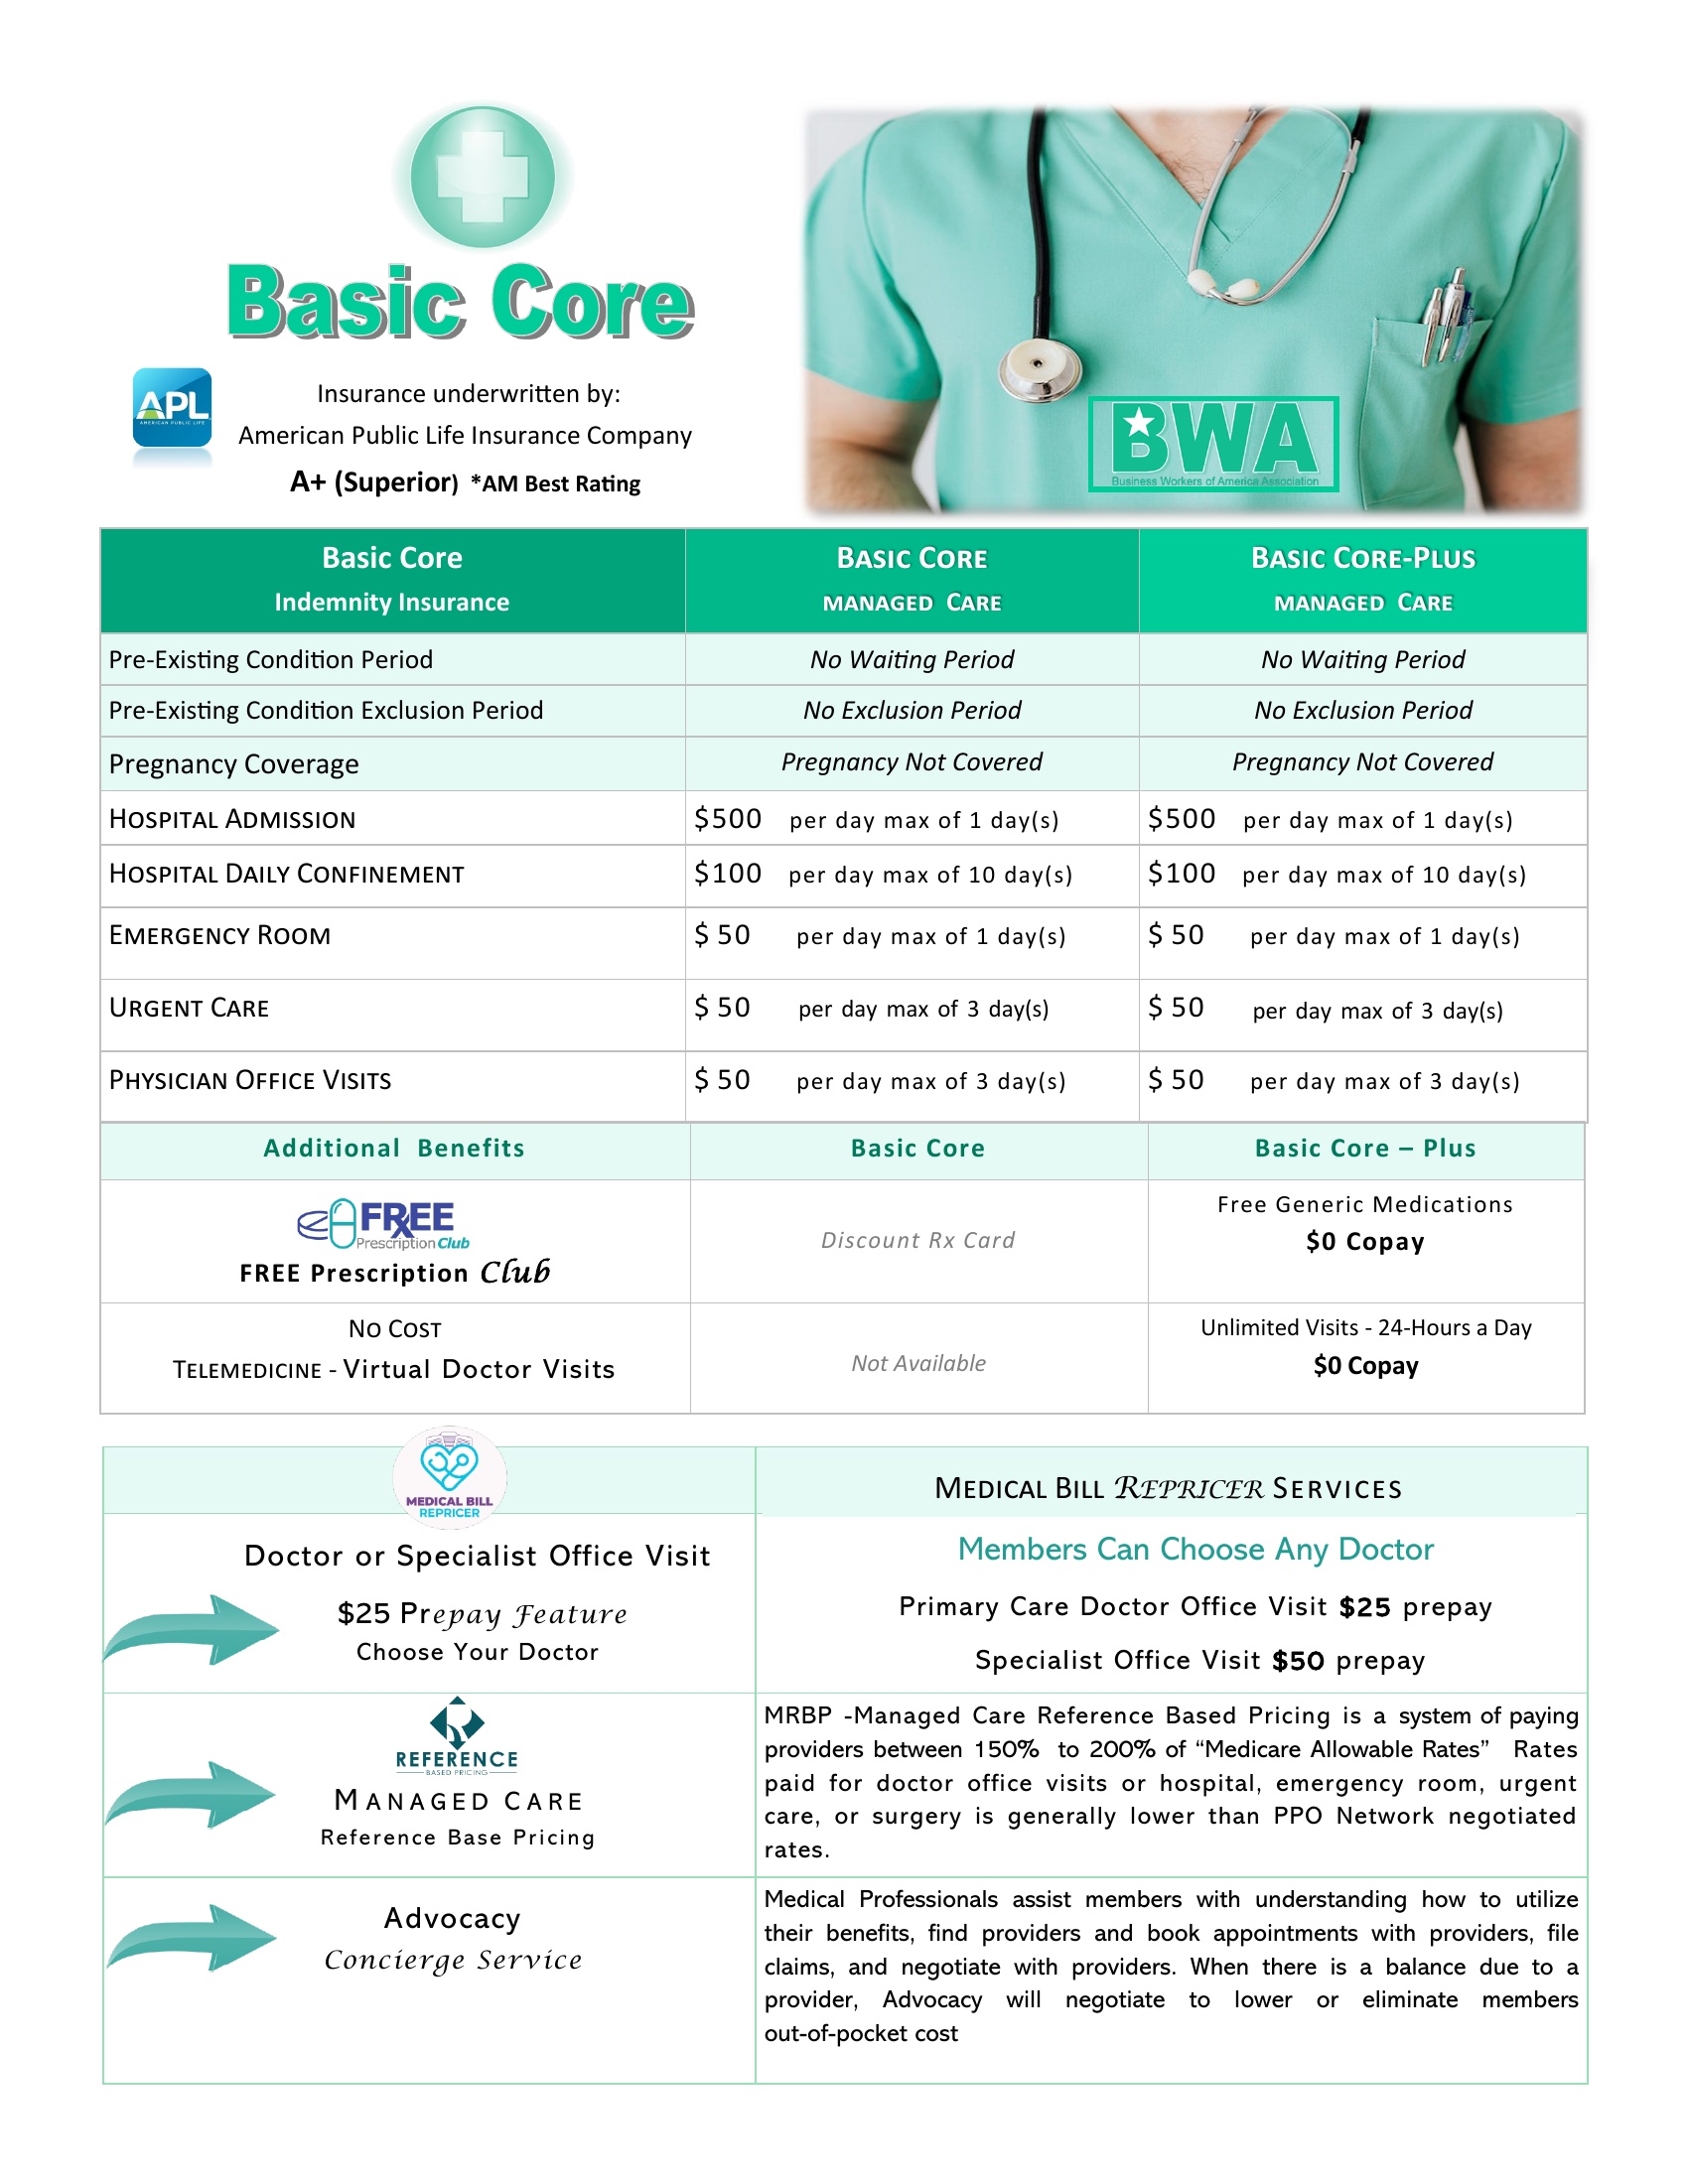 Basic Core
APL
AMERICAN PUBLIC LIFE
Insurance underwritten by:
American Public Life Insurance Company
A+ (Superior) *AM Best Rating
BWA
Business Workers of America Association
Basic Core
Indemnity Insurance
BASIC CORE
MANAGED CARE
BASIC CORE-PLUS
MANAGED CARE
Pre-Existing Condition Period
No Waiting Period
No Waiting Period
Pre-Existing Condition Exclusion Period
No Exclusion Period
No Exclusion Period
Pregnancy Coverage
Pregnancy Not Covered
Pregnancy Not Covered
HOSPITAL ADMISSION
$500 per day max of 1 day(s)
$500 per day max of 1 day(s)
HOSPITAL DAILY CONFINEMENT
$100 per day max of 10 day(s)
$100 per day max of 10 day(s)
EMERGENCY ROOM
$ 50 per day max of 1 day(s)
$ 50 per day max of 1 day(s)
URGENT CARE
$ 50 per day max of 3 day(s)
$ 50 per day max of 3 day(s)
PHYSICIAN OFFICE VISITS
$ 50 per day max of 3 day(s)
$ 50 per day max of 3 day(s)
Additional Benefits
Basic Core
Basic Core – Plus
FRxEE
Prescription Club
FREE Prescription Club
Discount Rx Card
Free Generic Medications
$0 Copay
NO COST
TELEMEDICINE - Virtual Doctor Visits
Not Available
Unlimited Visits - 24-Hours a Day
$0 Copay
MEDICAL BILL
REPRICER
MEDICAL BILL REPRICER SERVICES
Doctor or Specialist Office Visit
$25 Prepay Feature
Choose Your Doctor
Members Can Choose Any Doctor
Primary Care Doctor Office Visit $25 prepay
Specialist Office Visit $50 prepay
REFERENCE
BASED PRICING
MANAGED CARE
Reference Base Pricing
MRBP -Managed Care Reference Based Pricing is a system of paying
providers between 150% to 200% of “Medicare Allowable Rates” Rates
paid for doctor office visits or hospital, emergency room, urgent
care, or surgery is generally lower than PPO Network negotiated
rates.
Advocacy
Concierge Service
Medical Professionals assist members with understanding how to utilize
their benefits, find providers and book appointments with providers, file
claims, and negotiate with providers. When there is a balance due to a
provider, Advocacy will negotiate to lower or eliminate members
out-of-pocket cost